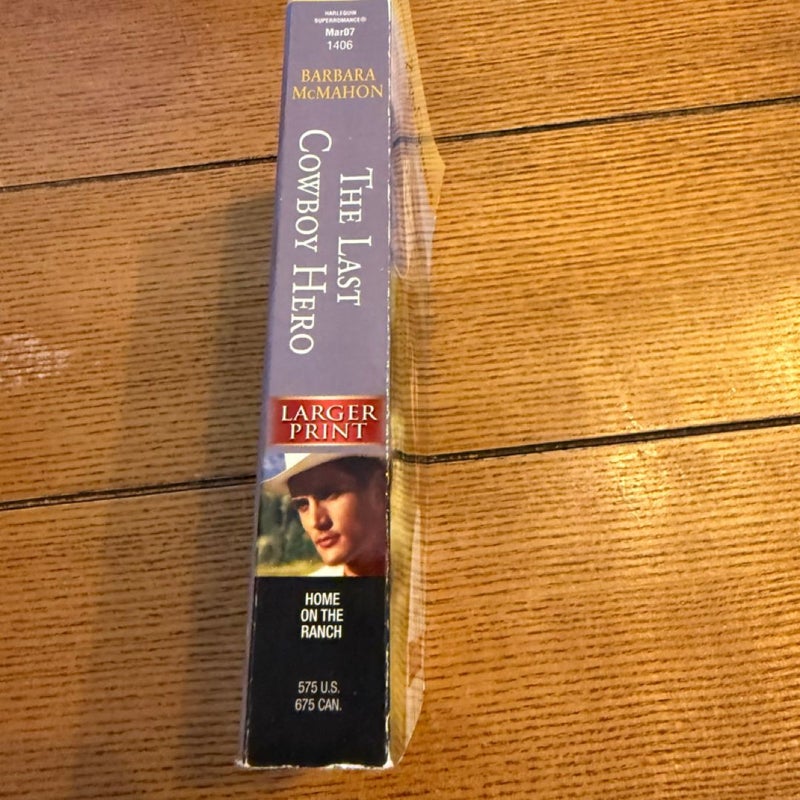 HARLEQUIN
SUPERROMANCE®
Mar07
1406
BARBARA
McMAHON
THE LAST
COWBOY HERO
LARGER
PRINT
HOME
ON THE
RANCH
575 U.S.
675 CAN.